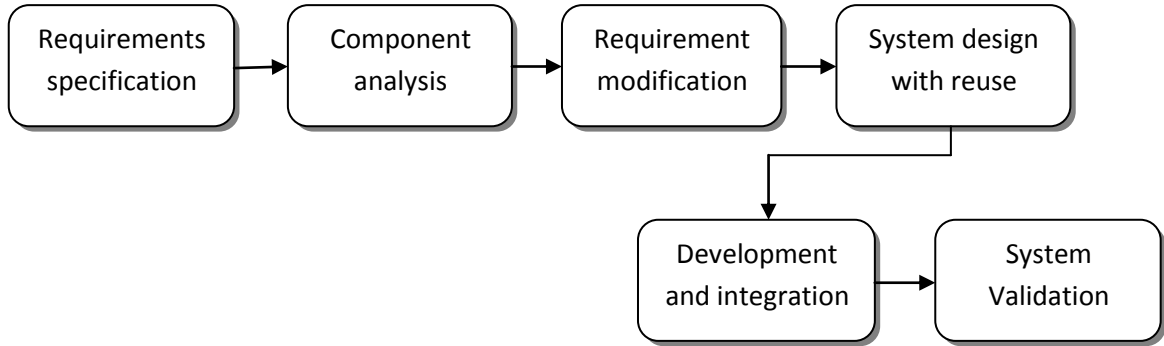 Requirements
specification
Component
analysis
Requirement
modification
System design
with reuse
Development
and integration
System
Validation